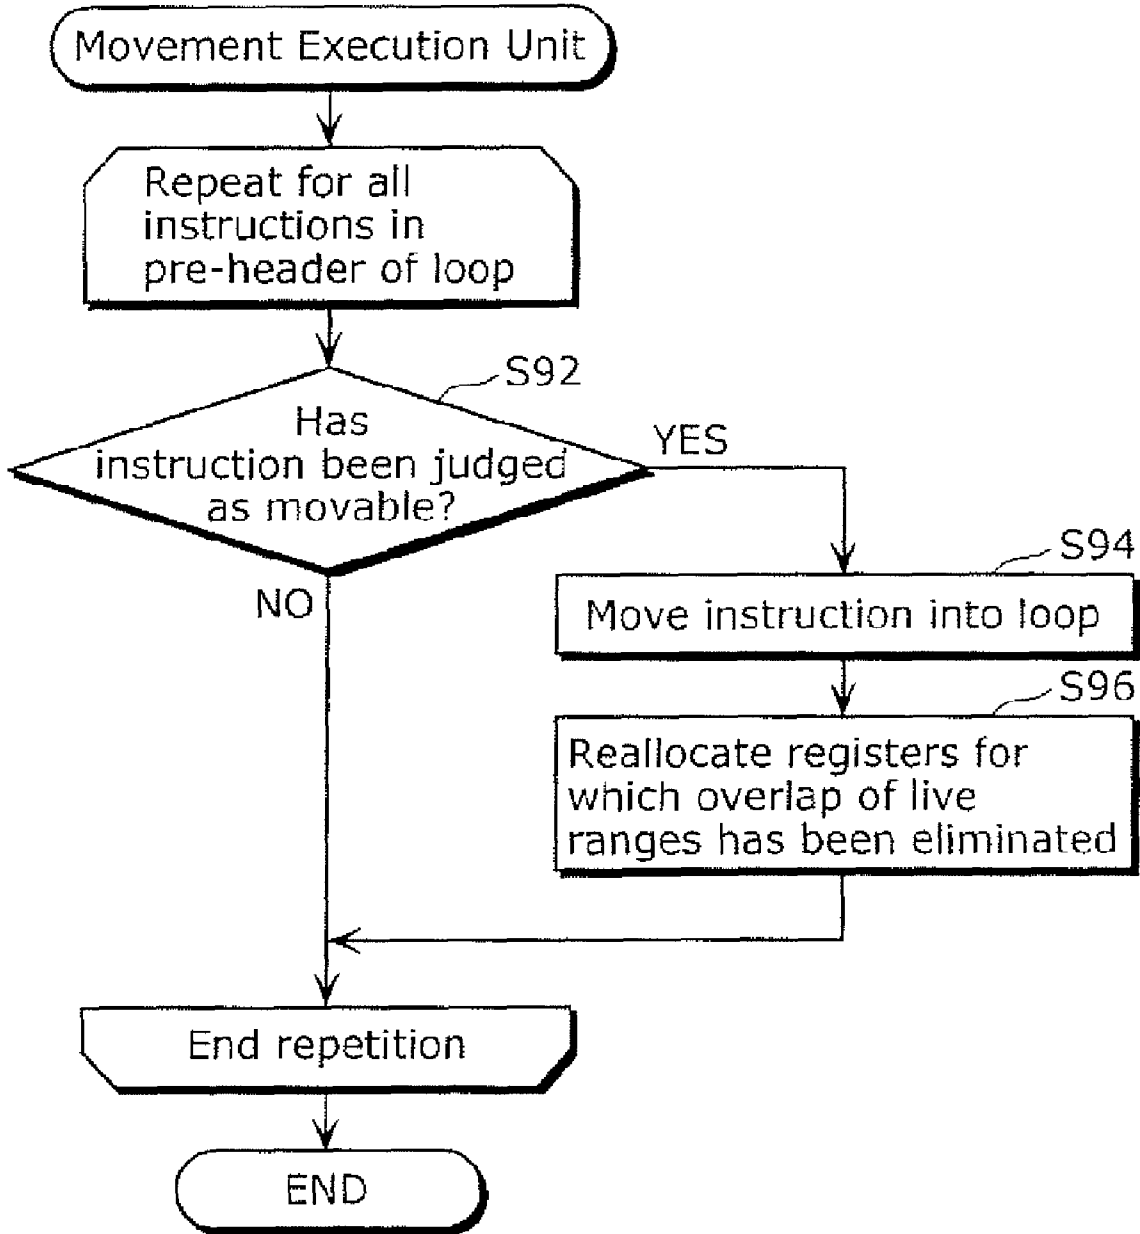 Movement Execution Unit
Repeat for all
instructions in
pre-header of loop
S92
Has
instruction been judged
as movable?
YES
NO
S94
Move instruction into loop
S96
Reallocate registers for
which overlap of live
ranges has been eliminated
End repetition
END